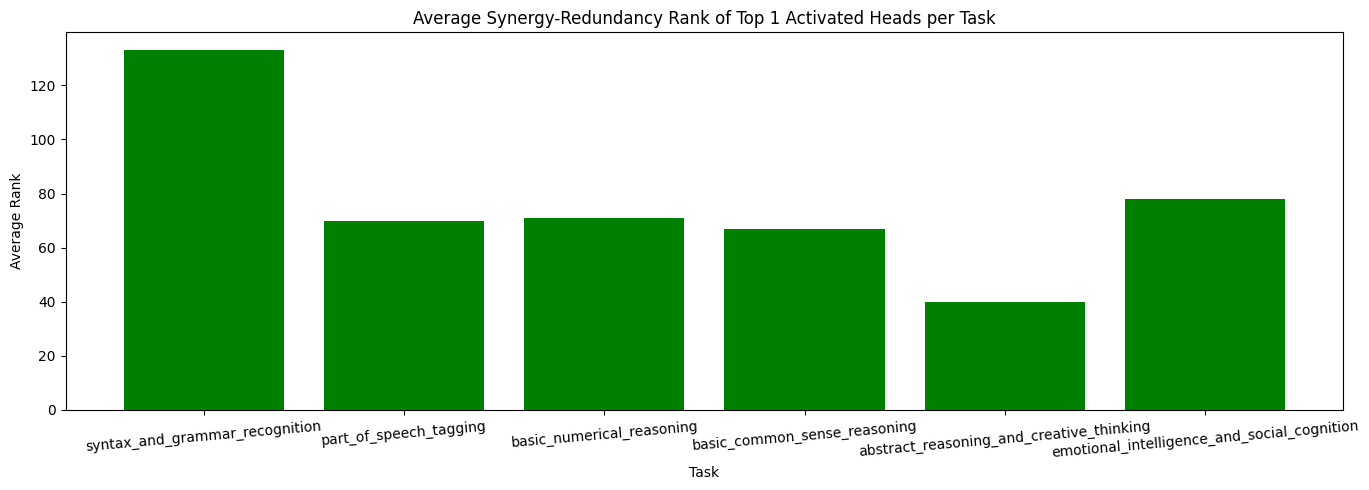 Average Synergy-Redundancy Rank of Top 1 Activated Heads per Task
Average Rank
120
100
80
60
40
20
0
syntax_and_grammar_recognition
part_of_speech_tagging
basic_numerical_reasoning
basic_common_sense_reasoning
abstract_reasoning_and_creative_thinking
emotional_intelligence_and_social_cognition
Task